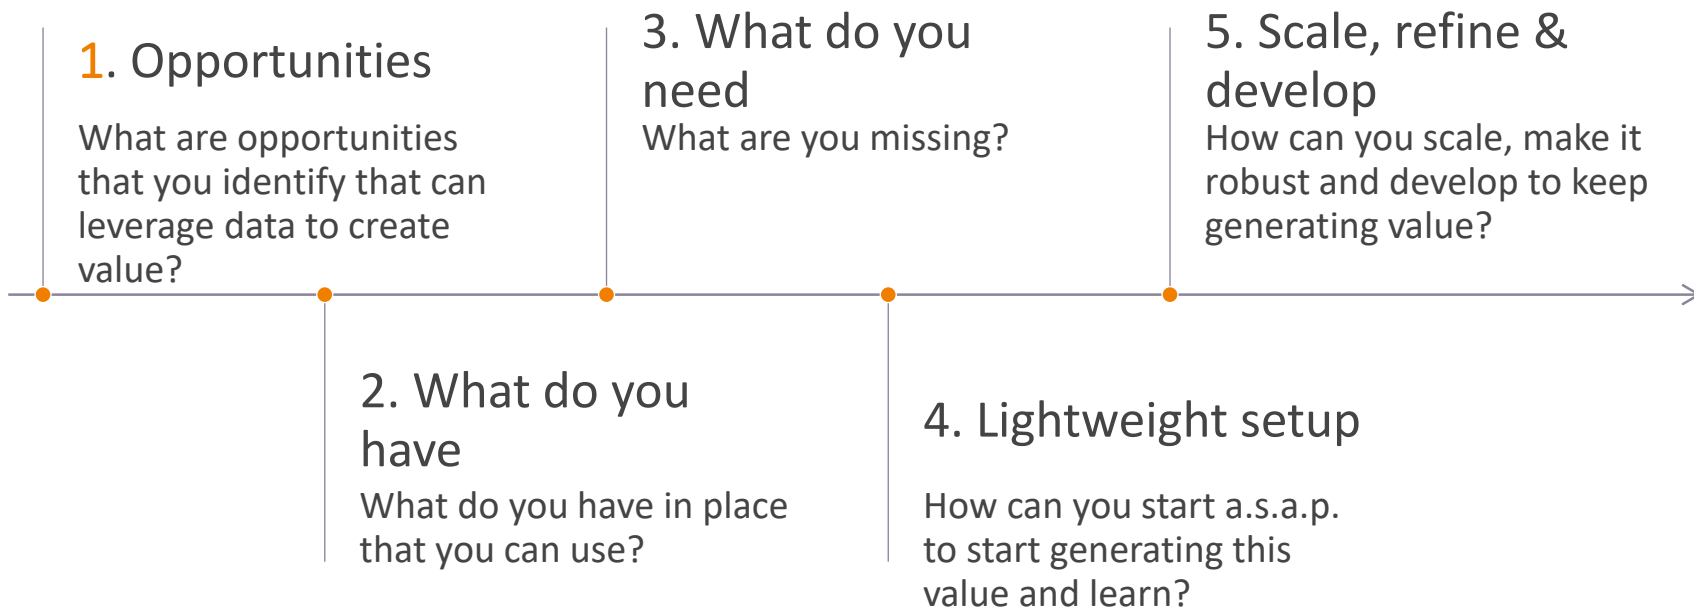 1. Opportunities
What are opportunities
that you identify that can
leverage data to create
value?
2. What do you
have
What do you have in place
that you can use?
3. What do you
need
What are you missing?
4. Lightweight setup
How can you start a.s.a.p.
to start generating this
value and learn?
5. Scale, refine &
develop
How can you scale, make it
robust and develop to keep
generating value?